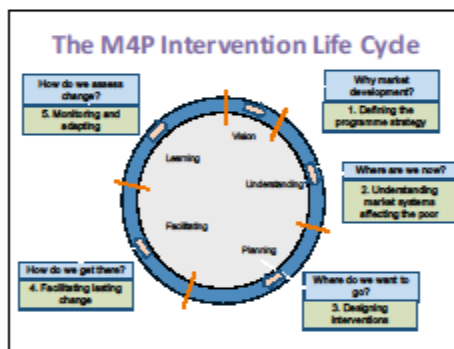 The M4P Intervention Life Cycle
How do we assess
change?
5. Monitoring and
adapting
Why market
development?
1. Defining the
programme strategy
Vision
Learning
Understanding
Where are we now?
2. Understanding
market systems
affecting the poor
Facilitating
Planning
How do we get there?
4. Facilitating lasting
change
Where do we want to
go?
3. Designing
interventions